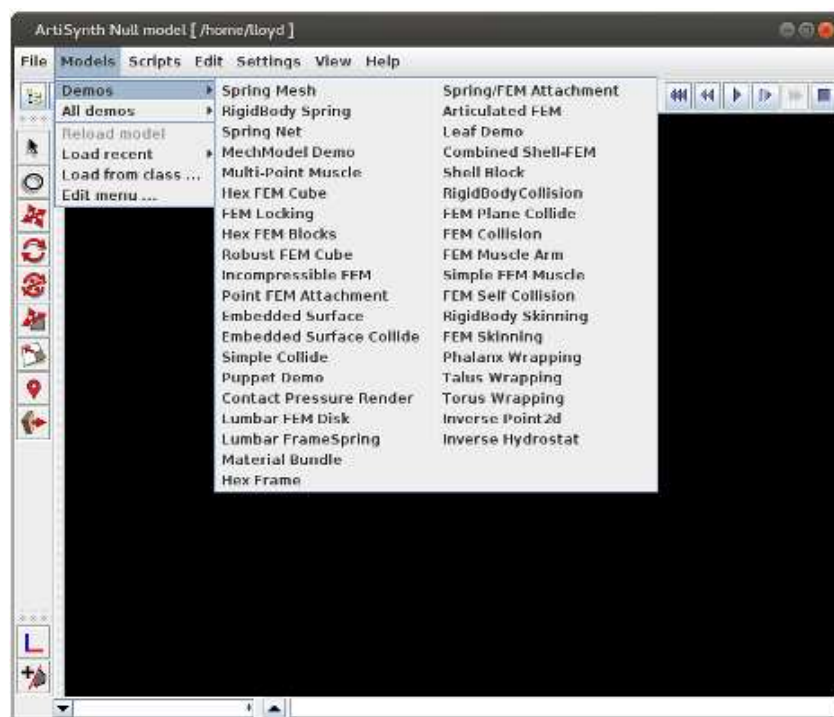 ArtiSynth Null model [ /home/lloyd ]
File Models Scripts Edit Settings View Help
Demos
All demos
Reload model
Load recent
Load from class ...
Edit menu ...
Spring Mesh
RigidBody Spring
Spring Net
MechModel Demo
Multi-Point Muscle
Hex FEM Cube
FEM Locking
Hex FEM Blocks
Robust FEM Cube
Incompressible FEM
Point FEM Attachment
Embedded Surface
Embedded Surface Collide
Simple Collide
Puppet Demo
Contact Pressure Render
Lumbar FEM Disk
Lumbar FrameSpring
Material Bundle
Hex Frame
Spring/FEM Attachment
Articulated FEM
Leaf Demo
Combined Shell-FEM
Shell Block
RigidBodyCollision
FEM Plane Collide
FEM Collision
FEM Muscle Arm
Simple FEM Muscle
FEM Self Collision
RigidBody Skinning
FEM Skinning
Phalanx Wrapping
Talus Wrapping
Torus Wrapping
Inverse Point2d
Inverse Hydrostat